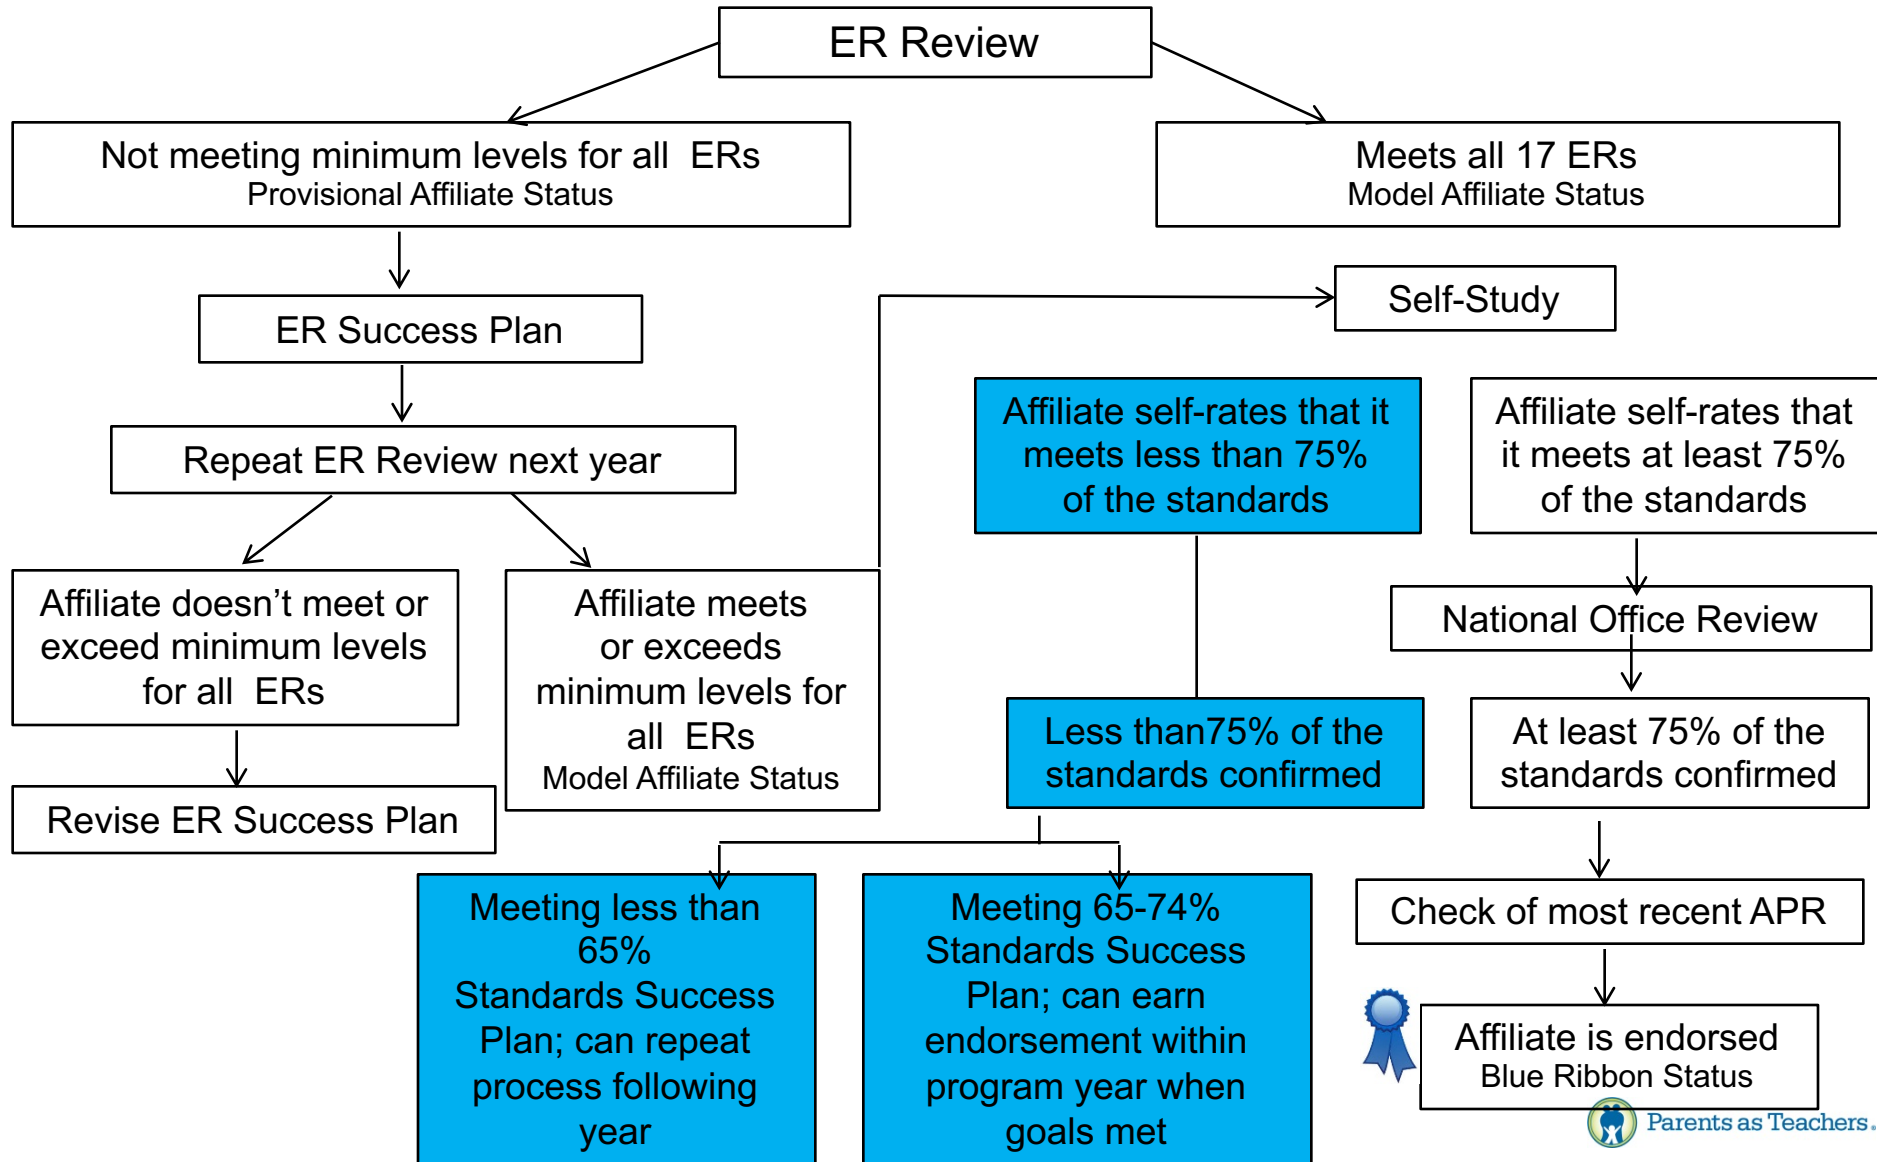 ER Review
Not meeting minimum levels for all ERs
Provisional Affiliate Status
Meets all 17 ERs
Model Affiliate Status
ER Success Plan
Self-Study
Repeat ER Review next year
Affiliate self-rates that it
meets less than 75%
of the standards
Affiliate self-rates that
it meets at least 75%
of the standards
Affiliate doesn’t meet or
exceed minimum levels
for all ERs
Affiliate meets
or exceeds
minimum levels for
all ERs
Model Affiliate Status
National Office Review
Less than75% of the
standards confirmed
At least 75% of the
standards confirmed
Revise ER Success Plan
Meeting less than
65%
Standards Success
Plan; can repeat
process following
year
Meeting 65-74%
Standards Success
Plan; can earn
endorsement within
program year when
goals met
Check of most recent APR
Affiliate is endorsed
Blue Ribbon Status
Parents as Teachers.